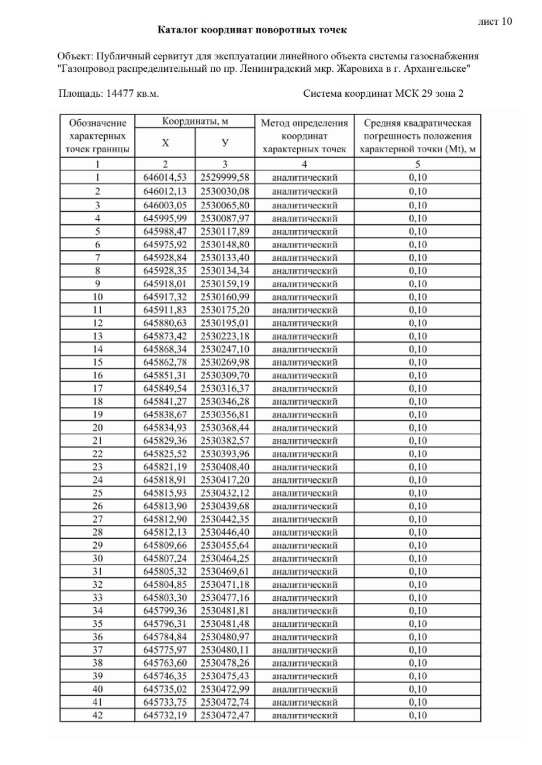 лист 10
Каталог координат поворотных точек
Объект: Публичный сервитут для эксплуатации линейного объекта системы газоснабжения
"Газопровод распределительный по пр. Ленинградский мкр. Жаровиха в г. Архангельске"
Площадь: 14477 кв.м. Система координат МСК 29 зона 2
Обозначение характерных точек границы Координаты, м Метод определения координат характерных точек Средняя квадратическая погрешность положения характерной точки (Mt), м
X У
1 2 3 4 5
1 646014,53 2529999,58 аналитический 0,10
2 646012,13 2530030,08 аналитический 0,10
3 646003,05 2530065,80 аналитический 0,10
4 645995,99 2530087,97 аналитический 0,10
5 645988,47 2530117,89 аналитический 0,10
6 645975,92 2530148,80 аналитический 0,10
7 645928,84 2530133,40 аналитический 0,10
8 645928,35 2530134,34 аналитический 0,10
9 645918,01 2530159,19 аналитический 0,10
10 645917,32 2530160,99 аналитический 0,10
11 645911,83 2530175,20 аналитический 0,10
12 645880,63 2530195,01 аналитический 0,10
13 645873,42 2530223,18 аналитический 0,10
14 645868,34 2530247,10 аналитический 0,10
15 645862,78 2530269,98 аналитический 0,10
16 645851,31 2530309,70 аналитический 0,10
17 645849,54 2530316,37 аналитический 0,10
18 645841,27 2530346,28 аналитический 0,10
19 645838,67 2530356,81 аналитический 0,10
20 645834,93 2530368,44 аналитический 0,10
21 645829,36 2530382,57 аналитический 0,10
22 645825,52 2530393,96 аналитический 0,10
23 645821,19 2530408,40 аналитический 0,10
24 645818,91 2530417,20 аналитический 0,10
25 645815,93 2530432,12 аналитический 0,10
26 645813,90 2530439,68 аналитический 0,10
27 645812,90 2530442,35 аналитический 0,10
28 645812,13 2530446,40 аналитический 0,10
29 645809,66 2530455,64 аналитический 0,10
30 645807,24 2530464,25 аналитический 0,10
31 645805,32 2530469,61 аналитический 0,10
32 645804,85 2530471,18 аналитический 0,10
33 645803,30 2530477,16 аналитический 0,10
34 645799,36 2530481,81 аналитический 0,10
35 645796,31 2530481,48 аналитический 0,10
36 645784,84 2530480,97 аналитический 0,10
37 645775,97 2530480,11 аналитический 0,10
38 645763,60 2530478,26 аналитический 0,10
39 645746,35 2530475,43 аналитический 0,10
40 645735,02 2530472,99 аналитический 0,10
41 645733,75 2530472,74 аналитический 0,10
42 645732,19 2530472,47 аналитический 0,10